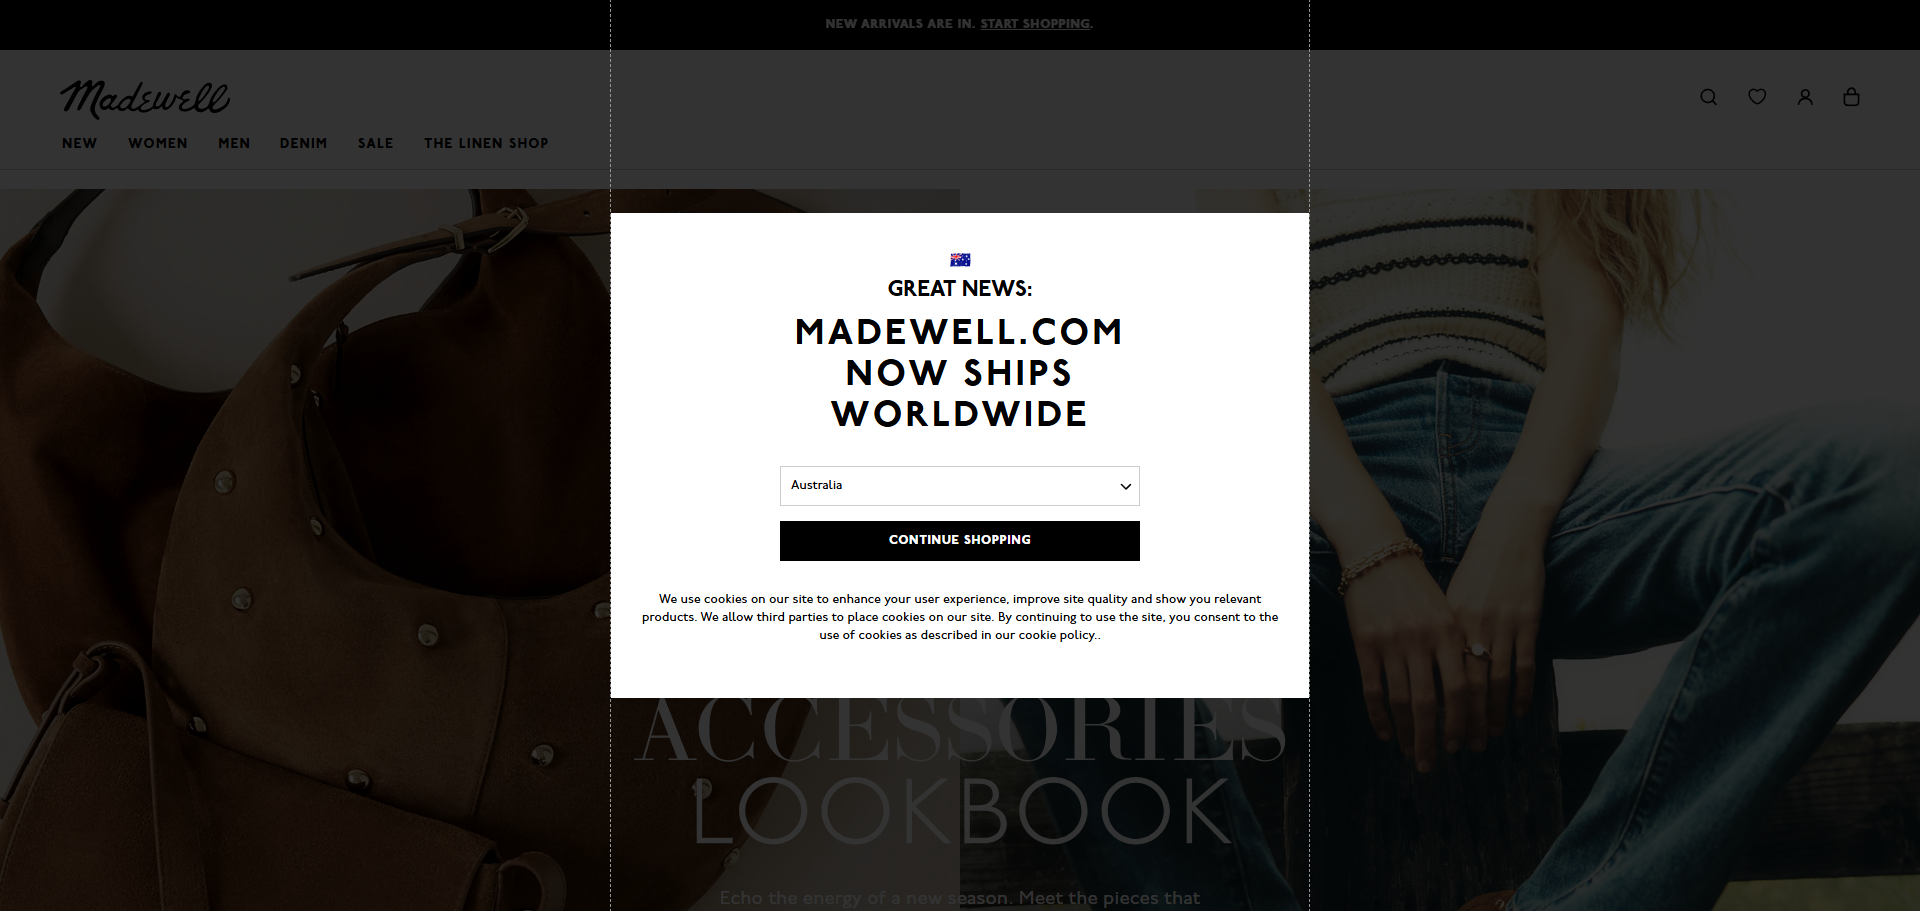 NEW ARRIVALS ARE IN. START SHOPPING.
Madewell
NEW WOMEN MEN DENIM SALE THE LINEN SHOP
GREAT NEWS:
MADEWELL.COM
NOW SHIPS
WORLDWIDE
Australia
CONTINUE SHOPPING
We use cookies on our site to enhance your user experience, improve site quality and show you relevant
products. We allow third parties to place cookies on our site. By continuing to use the site, you consent to the
use of cookies as described in our cookie policy..
ACCESSORIES
LOOKBOOK
Echo the energy of a new season. Meet the pieces that